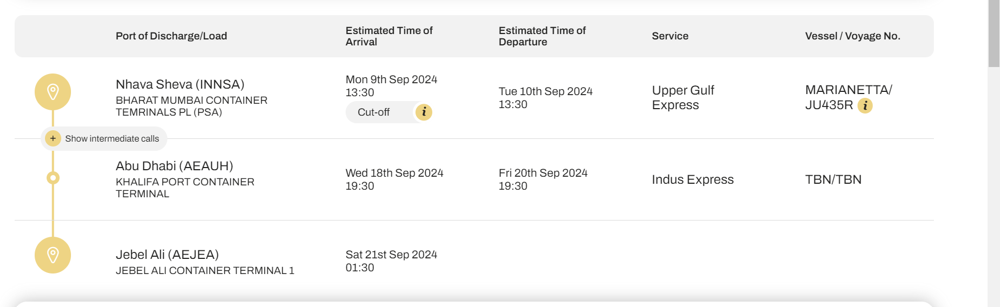 Port of Discharge/Load
Estimated Time of
Arrival
Estimated Time of
Departure
Service
Vessel / Voyage No.
Nhava Sheva (INNSA)
BHARAT MUMBAI CONTAINER
TEMRINALS PL (PSA)
Mon 9th Sep 2024
13:30
Cut-off i
Tue 10th Sep 2024
13:30
Upper Gulf
Express
MARIANETTA/
JU435R i
+ Show intermediate calls
Abu Dhabi (AEAUH)
KHALIFA PORT CONTAINER
TERMINAL
Wed 18th Sep 2024
19:30
Fri 20th Sep 2024
19:30
Indus Express
TBN/TBN
Jebel Ali (AEJEA)
JEBEL ALI CONTAINER TERMINAL 1
Sat 21st Sep 2024
01:30